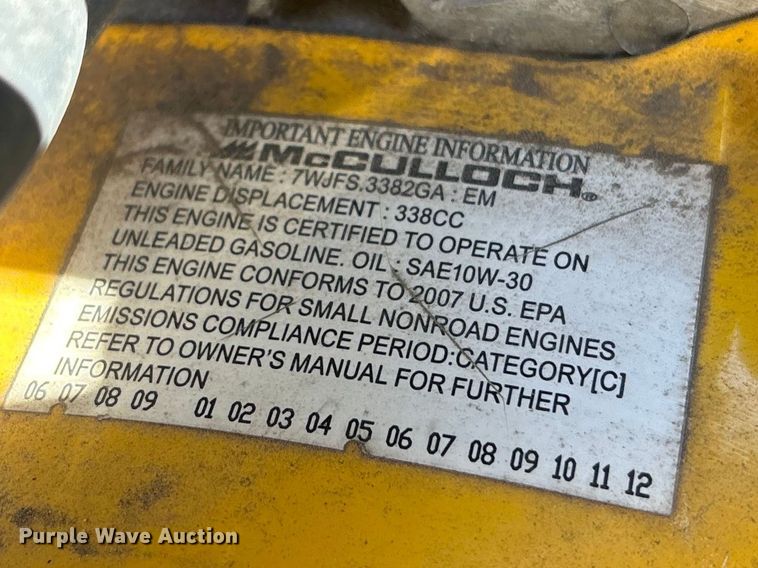 IMPORTANT ENGINE INFORMATION
McCULLOCH®
FAMILY NAME : 7WJFS.3382GA : EM
ENGINE DISPLACEMENT : 338CC
THIS ENGINE IS CERTIFIED TO OPERATE ON
UNLEADED GASOLINE. OIL : SAE10W-30
THIS ENGINE CONFORMS TO 2007 U.S. EPA
REGULATIONS FOR SMALL NONROAD ENGINES
EMISSIONS COMPLIANCE PERIOD:CATEGORY[C]
REFER TO OWNER'S MANUAL FOR FURTHER
INFORMATION
06 07 08 09 01 02 03 04 05 06 07 08 09 10 11 12
Purple Wave Auction